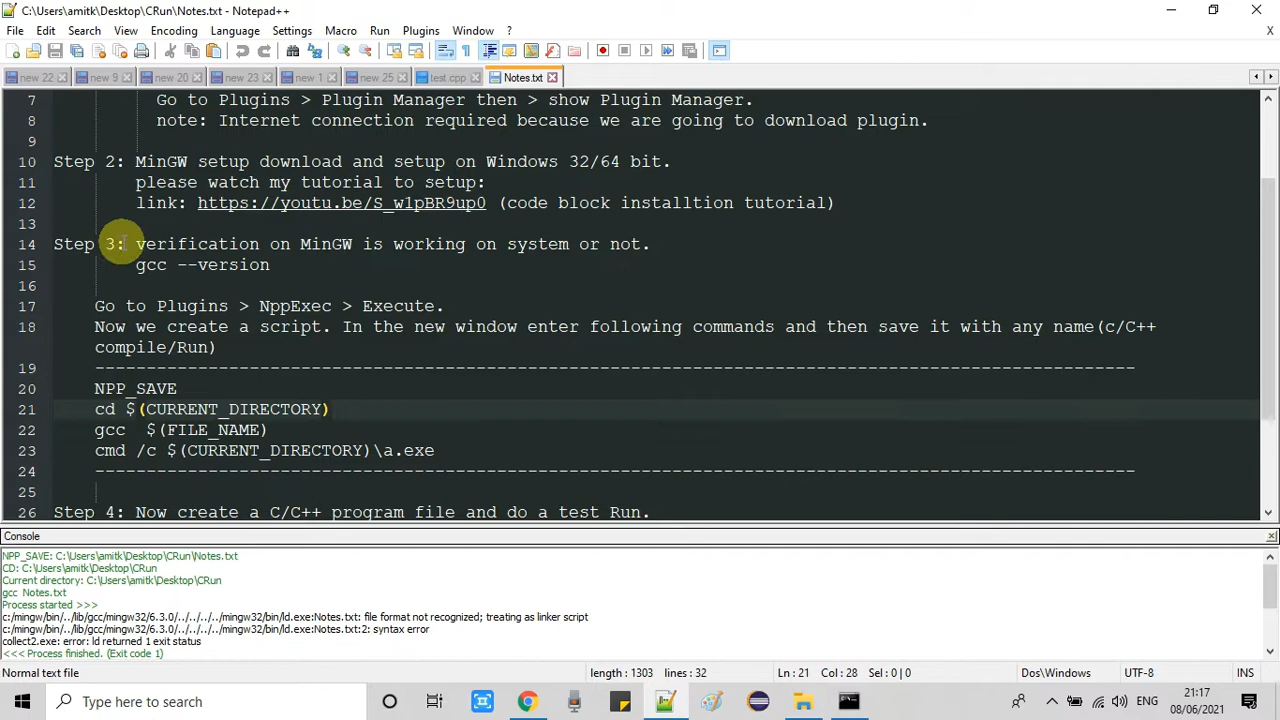 C:\Users\amitk\Desktop\CRun\Notes.txt - Notepad++
File Edit Search View Encoding Language Settings Macro Run Plugins Window ? X
new 22 new 9 new 20 new 23 new 1 new 25 test.cpp Notes.txt
7 Go to Plugins > Plugin Manager then > show Plugin Manager.
8 note: Internet connection required because we are going to download plugin.
9
10 Step 2: MinGW setup download and setup on Windows 32/64 bit.
11 please watch my tutorial to setup:
12 link: https://youtu.be/S_w1pBR9up0 (code block installtion tutorial)
13
14 Step 3: verification on MinGW is working on system or not.
15 gcc --version
16
17 Go to Plugins > NppExec > Execute.
18 Now we create a script. In the new window enter following commands and then save it with any name(c/C++
compile/Run)
19 -----------------------------------------------------------------------------------------------------
20 NPP_SAVE
21 cd $(CURRENT_DIRECTORY)
22 gcc  $(FILE_NAME)
23 cmd /c $(CURRENT_DIRECTORY)\a.exe
24 -----------------------------------------------------------------------------------------------------
25
26 Step 4: Now create a C/C++ program file and do a test Run.
Console
NPP_SAVE: C:\Users\amitk\Desktop\CRun\Notes.txt
CD: C:\Users\amitk\Desktop\CRun
Current directory: C:\Users\amitk\Desktop\CRun
gcc  Notes.txt
Process started >>>
c:/mingw/bin/../lib/gcc/mingw32/6.3.0/../../../../mingw32/bin/ld.exe:Notes.txt: file format not recognized; treating as linker script
c:/mingw/bin/../lib/gcc/mingw32/6.3.0/../../../../mingw32/bin/ld.exe:Notes.txt:2: syntax error
collect2.exe: error: ld returned 1 exit status
<<< Process finished. (Exit code 1)
Normal text file length : 1303 lines : 32 Ln : 21 Col : 28 Sel : 0 | 0 Dos\Windows UTF-8 INS
Type here to search ENG 21:17
08/06/2021